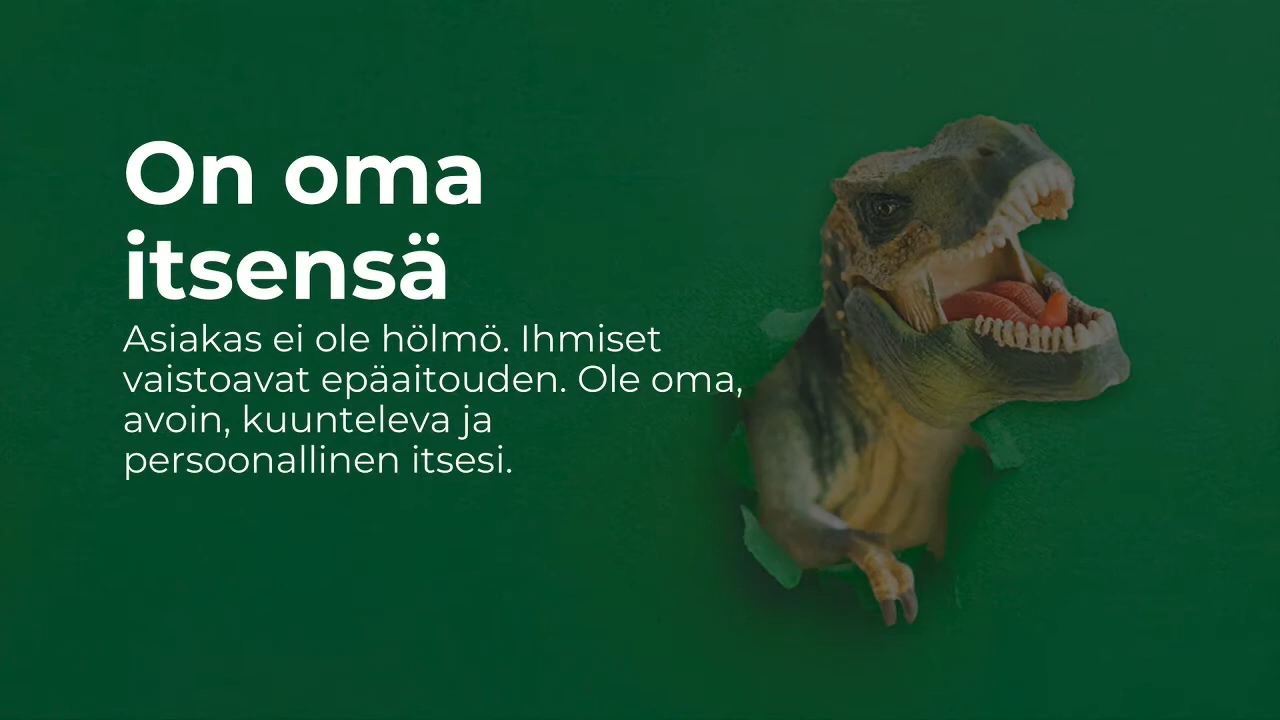 On oma
itsensä
Asiakas ei ole hölmö. Ihmiset
vaistoavat epäaitouden. Ole oma,
avoin, kuunteleva ja
persoonallinen itsesi.